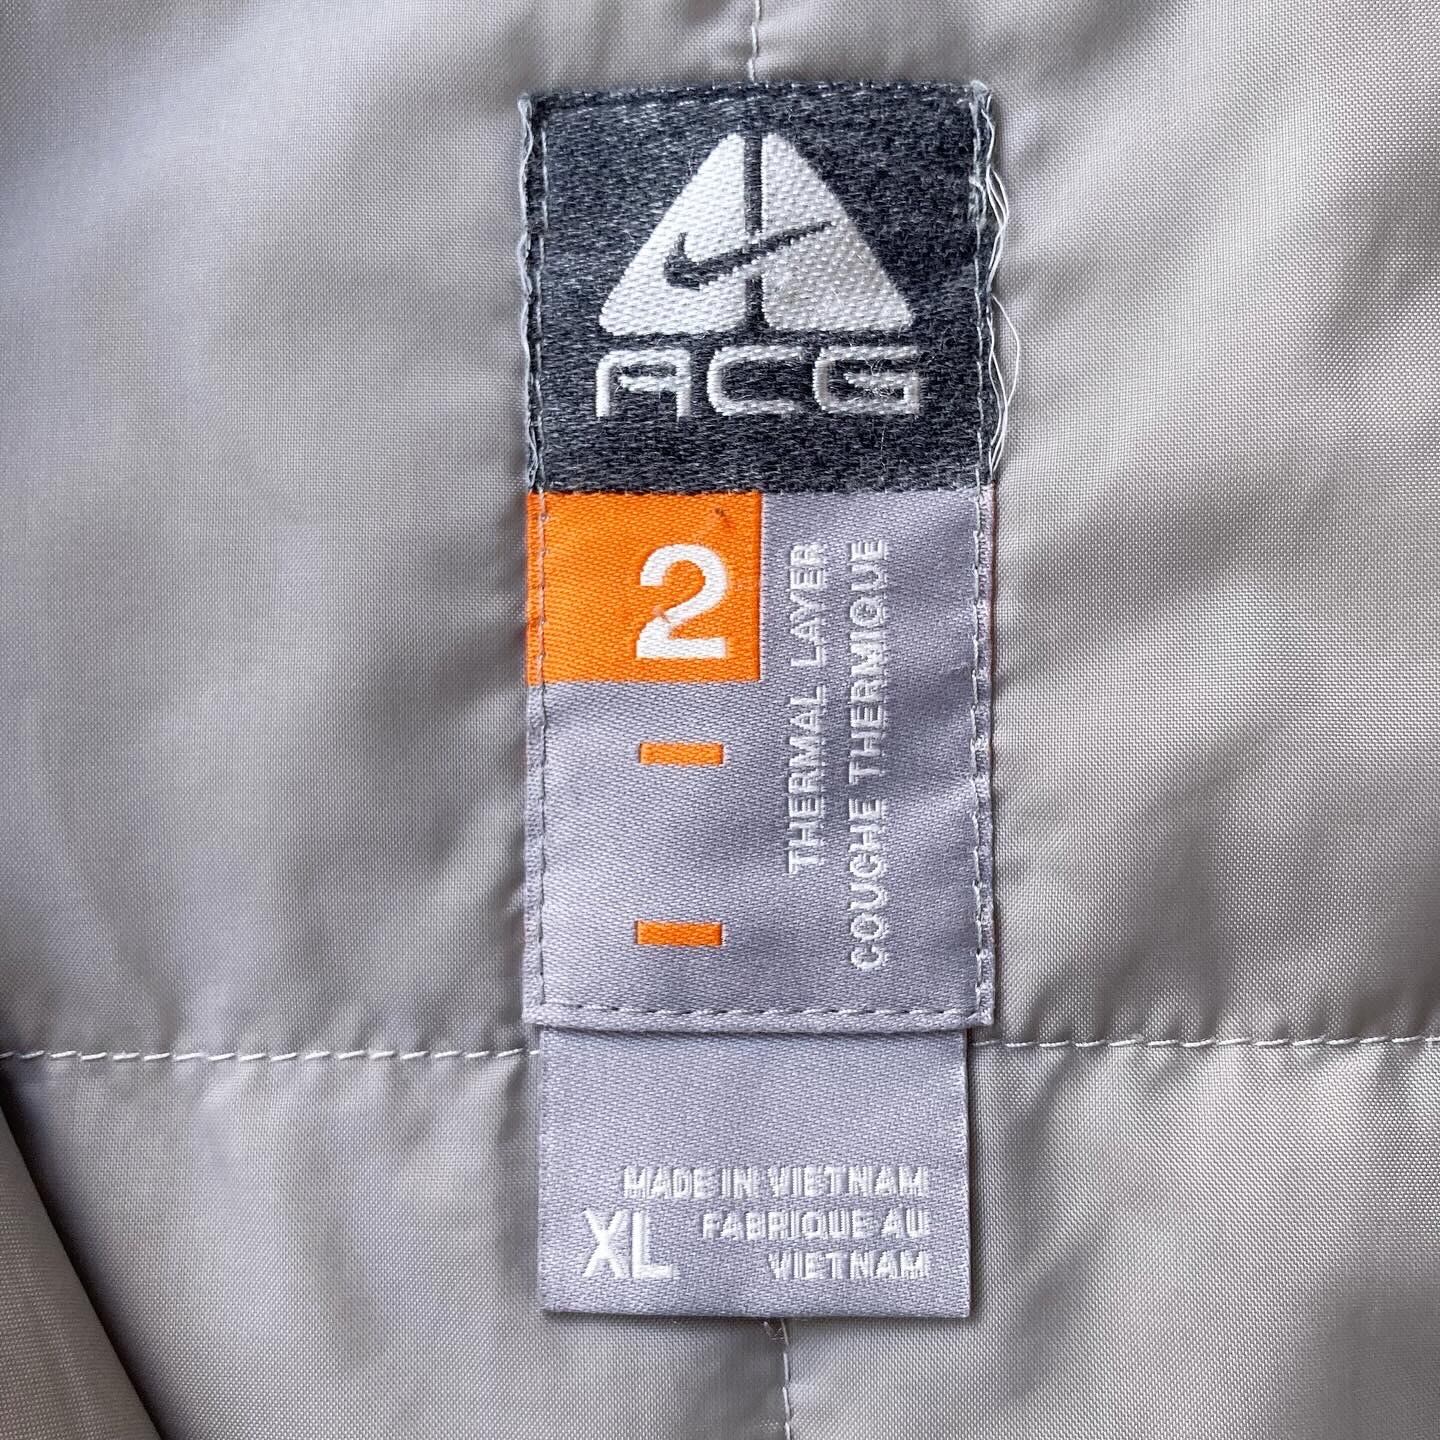 ACG
2
THERMAL LAYER
COUCHE THERMIQUE
MADE IN VIETNAM
XL FABRIQUE AU
VIETNAM